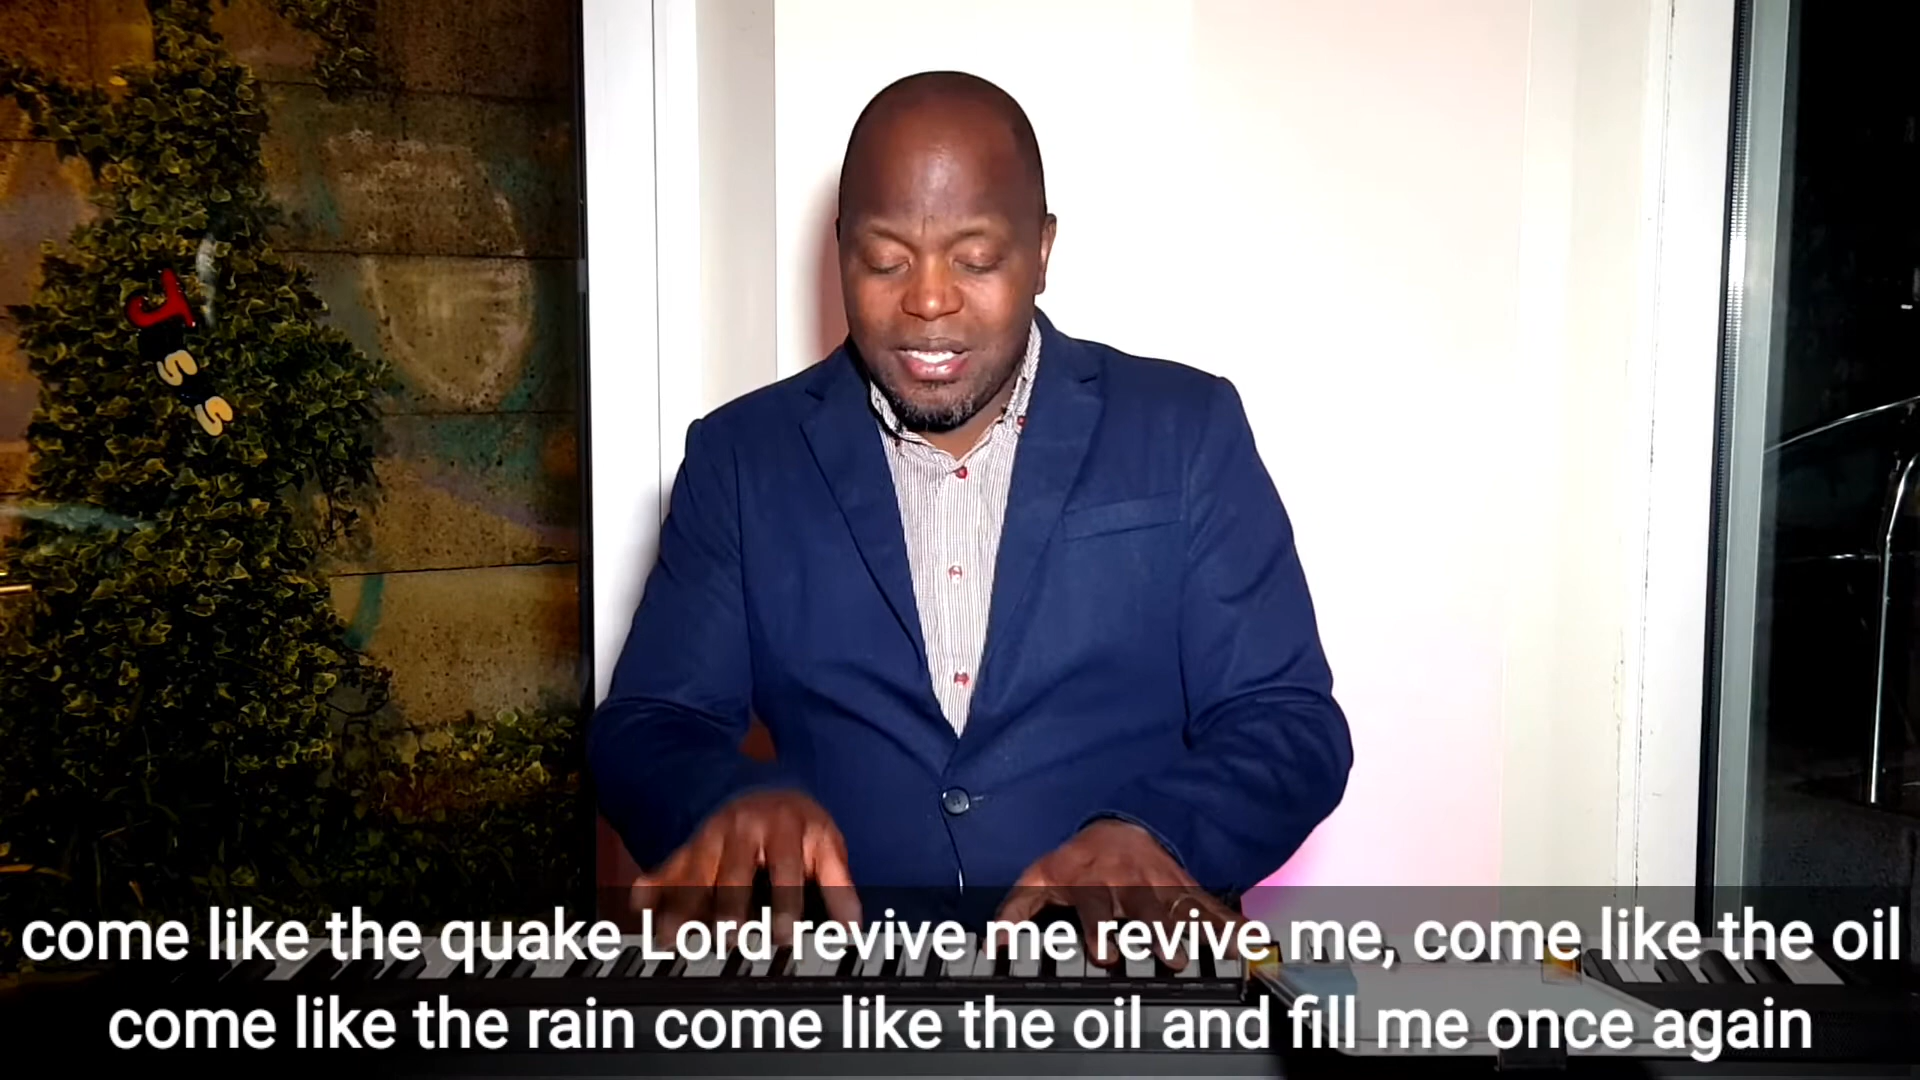 JSSS
come like the quake Lord revive me revive me, come like the oil
come like the rain come like the oil and fill me once again